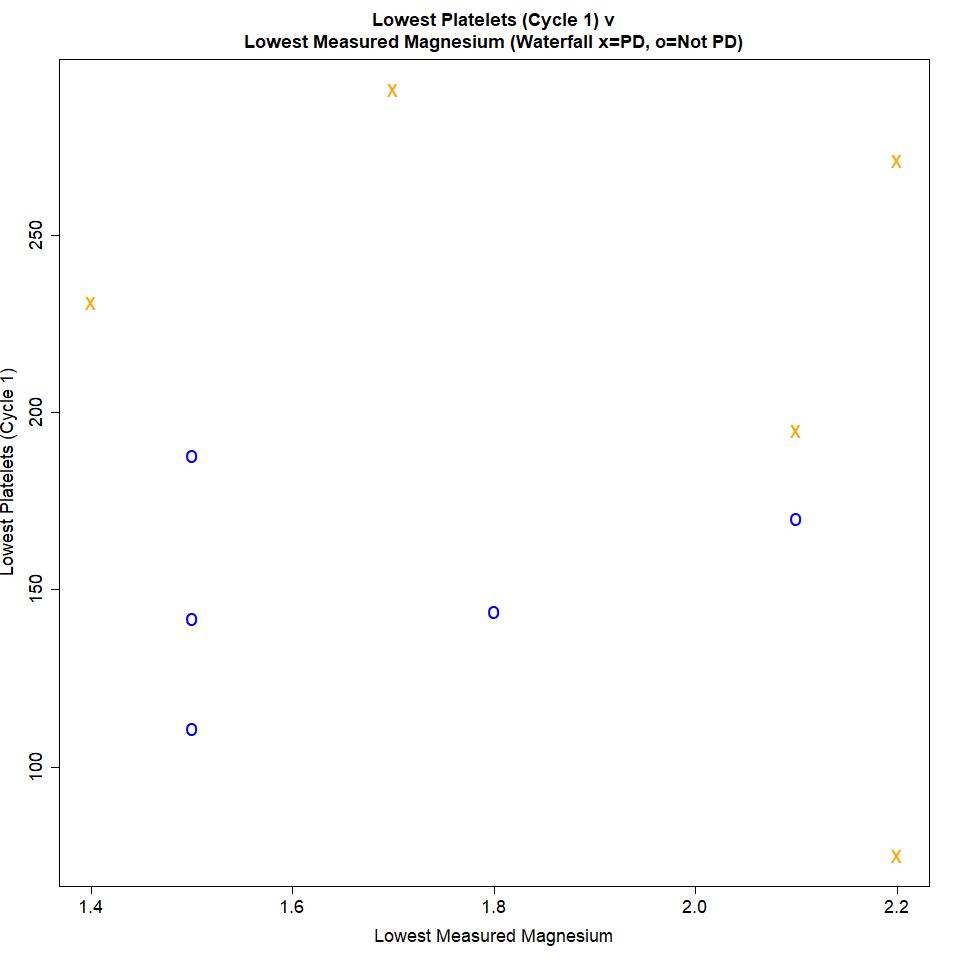 Lowest Platelets (Cycle 1) v
Lowest Measured Magnesium (Waterfall x=PD, o=Not PD)
Lowest Platelets (Cycle 1)
250
200
150
100
x
x
x
x
o
o
o
o
o
x
1.4 1.6 1.8 2.0 2.2
Lowest Measured Magnesium